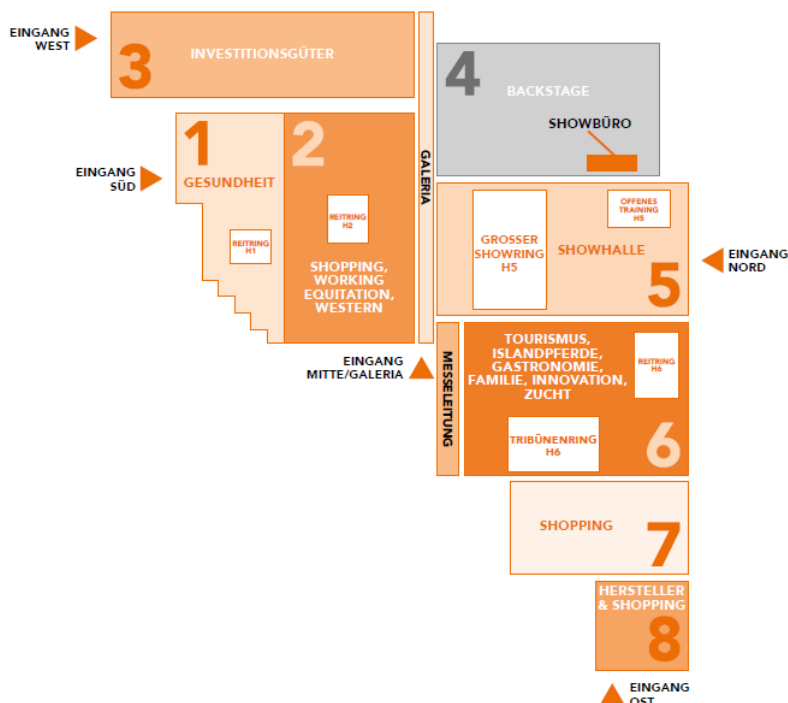 EINGANG
WEST
3
INVESTITIONSGÜTER
4
BACKSTAGE
SHOWBÜRO
1
GESUNDHEIT
2
EINGANG
SÜD
REITRING
H1
REITRING
H2
SHOPPING,
WORKING
EQUITATION,
WESTERN
GALERIA
GROSSER
SHOWRING
H5
OFFENES
TRAINING
H5
SHOWHALLE
5
EINGANG
NORD
EINGANG
MITTE/GALERIA
MESSELEITUNG
TOURISMUS,
ISLANDPFERDE,
GASTRONOMIE,
FAMILIE, INNOVATION,
ZUCHT
REITRING
H6
TRIBÜNENRING
H6
6
SHOPPING
7
HERSTELLER
& SHOPPING
8
EINGANG
OST